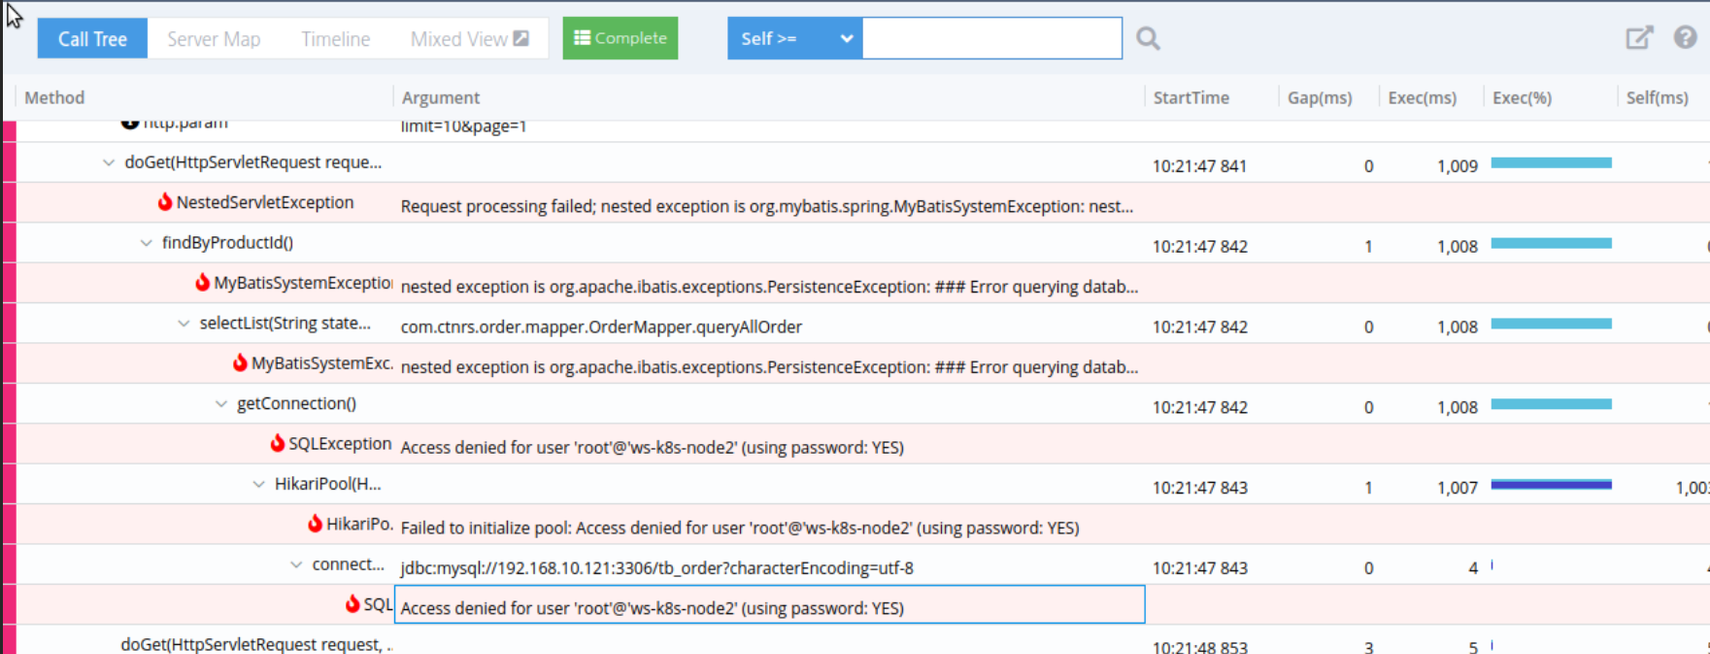 Call Tree Server Map Timeline Mixed View Complete Self >=
Method Argument StartTime Gap(ms) Exec(ms) Exec(%) Self(ms)
http.param limit=10&page=1
doGet(HttpServletRequest reque... 10:21:47 841 0 1,009
NestedServletException Request processing failed; nested exception is org.mybatis.spring.MyBatisSystemException: nest...
findByProductId() 10:21:47 842 1 1,008
MyBatisSystemExceptio nested exception is org.apache.ibatis.exceptions.PersistenceException: ### Error querying datab...
selectList(String state... com.ctnrs.order.mapper.OrderMapper.queryAllOrder 10:21:47 842 0 1,008
MyBatisSystemExc. nested exception is org.apache.ibatis.exceptions.PersistenceException: ### Error querying datab...
getConnection() 10:21:47 842 0 1,008
SQLException Access denied for user 'root'@'ws-k8s-node2' (using password: YES)
HikariPool(H... 10:21:47 843 1 1,007 1,003
HikariPo. Failed to initialize pool: Access denied for user 'root'@'ws-k8s-node2' (using password: YES)
connect... jdbc:mysql://192.168.10.121:3306/tb_order?characterEncoding=utf-8 10:21:47 843 0 4
SQL Access denied for user 'root'@'ws-k8s-node2' (using password: YES)
doGet(HttpServletRequest request, .. 10:21:48 853 3 5